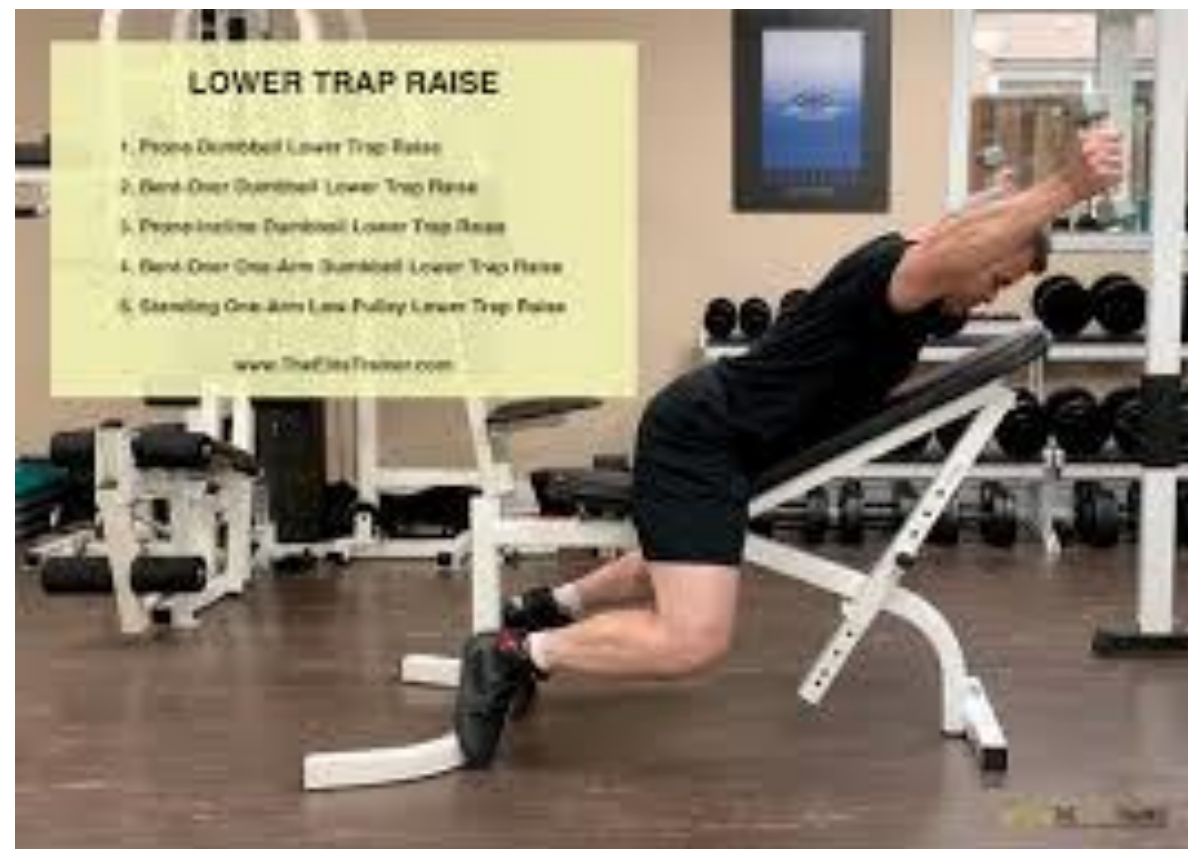 LOWER TRAP RAISE
1. Prone Dumbbell Lower Trap Raise
2. Bent-Over Dumbbell Lower Trap Raise
3. Prone Incline Dumbbell Lower Trap Raise
4. Bent-Over One-Arm Dumbbell Lower Trap Raise
5. Standing One-Arm Low Pulley Lower Trap Raise
www.TheEliteTrainer.com